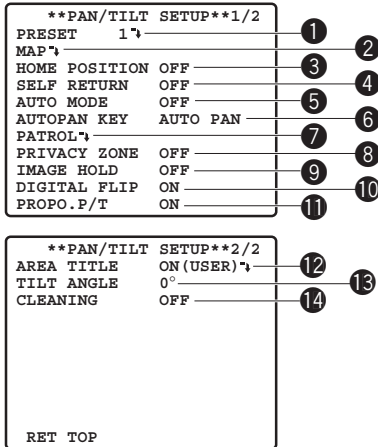 **PAN/TILT SETUP**1/2
PRESET 1↴ 1
MAP↴ 2
HOME POSITION OFF 3
SELF RETURN OFF 4
AUTO MODE OFF 5
AUTOPAN KEY AUTO PAN 6
PATROL↴ 7
PRIVACY ZONE OFF 8
IMAGE HOLD OFF 9
DIGITAL FLIP ON 10
PROPO.P/T ON 11
**PAN/TILT SETUP**2/2
AREA TITLE ON(USER)↴ 12
TILT ANGLE 0° 13
CLEANING OFF 14
RET TOP